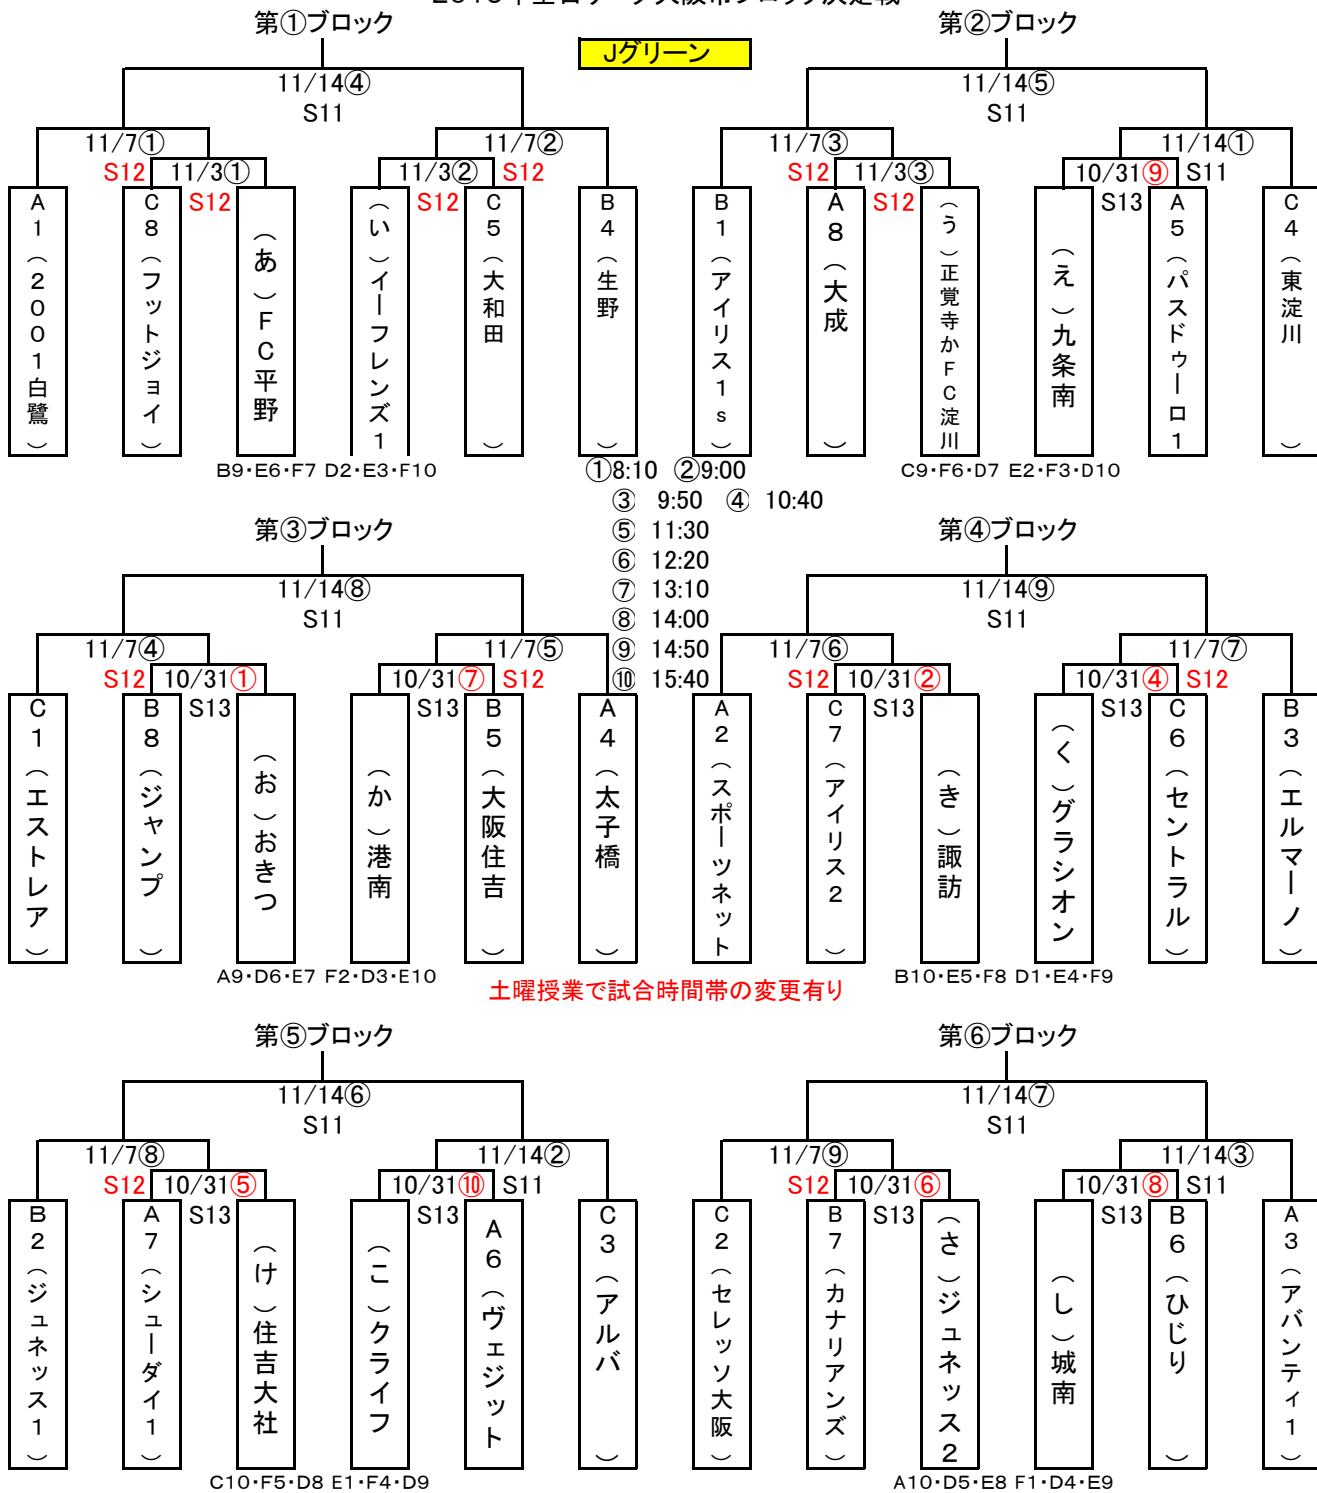 第①ブロック
第②ブロック
Jグリーン
11/14④
S11
11/14⑤
S11
11/7①
11/7②
11/7③
11/14①
S12
11/3①
S12
11/3②
S12
S12
S12
11/3③
S12
10/31⑨
S13
S11
A1（2001白鷺）
C8（フットジョイ）
（あ）FC平野
（い）イーフレンズ1
C5（大和田）
B4（生野）
B1（アイリス1s）
A8（大成）
（う）正覚寺かFC淀川
（え）九条南
A5（パスドゥーロ1
C4（東淀川）
B9・E6・F7 D2・E3・F10
C9・F6・D7 E2・F3・D10
①8:10 ②9:00
③ 9:50 ④ 10:40
⑤ 11:30
⑥ 12:20
⑦ 13:10
⑧ 14:00
⑨ 14:50
⑩ 15:40
第③ブロック
第④ブロック
11/14⑧
S11
11/14⑨
S11
11/7④
11/7⑤
11/7⑥
11/7⑦
S12
10/31①
S13
10/31⑦
S13
S12
S12
10/31②
S13
10/31④
S13
S12
C1（エストレア）
B8（ジャンプ）
（お）おきつ
（か）港南
B5（大阪住吉）
A4（太子橋）
A2（スポーツネット
C7（アイリス2）
（き）諏訪
（く）グラシオン
C6（セントラル）
B3（エルマーノ）
A9・D6・E7 F2・D3・E10
B10・E5・F8 D1・E4・F9
土曜授業で試合時間帯の変更有り
第⑤ブロック
第⑥ブロック
11/14⑥
S11
11/14⑦
S11
11/7⑧
11/14②
11/7⑨
11/14③
S12
10/31⑤
S13
10/31⑩
S13
S11
S12
10/31⑥
S13
10/31⑧
S13
S11
B2（ジュネッス1）
A7（シューダイ1）
（け）住吉大社
（こ）クライフ
A6（ヴェジット
C3（アルバ）
C2（セレッソ大阪）
B7（カナリアンズ）
（さ）ジュネッス2
（し）城南
B6（ひじり）
A3（アバンティ1）
C10・F5・D8 E1・F4・D9
A10・D5・E8 F1・D4・E9